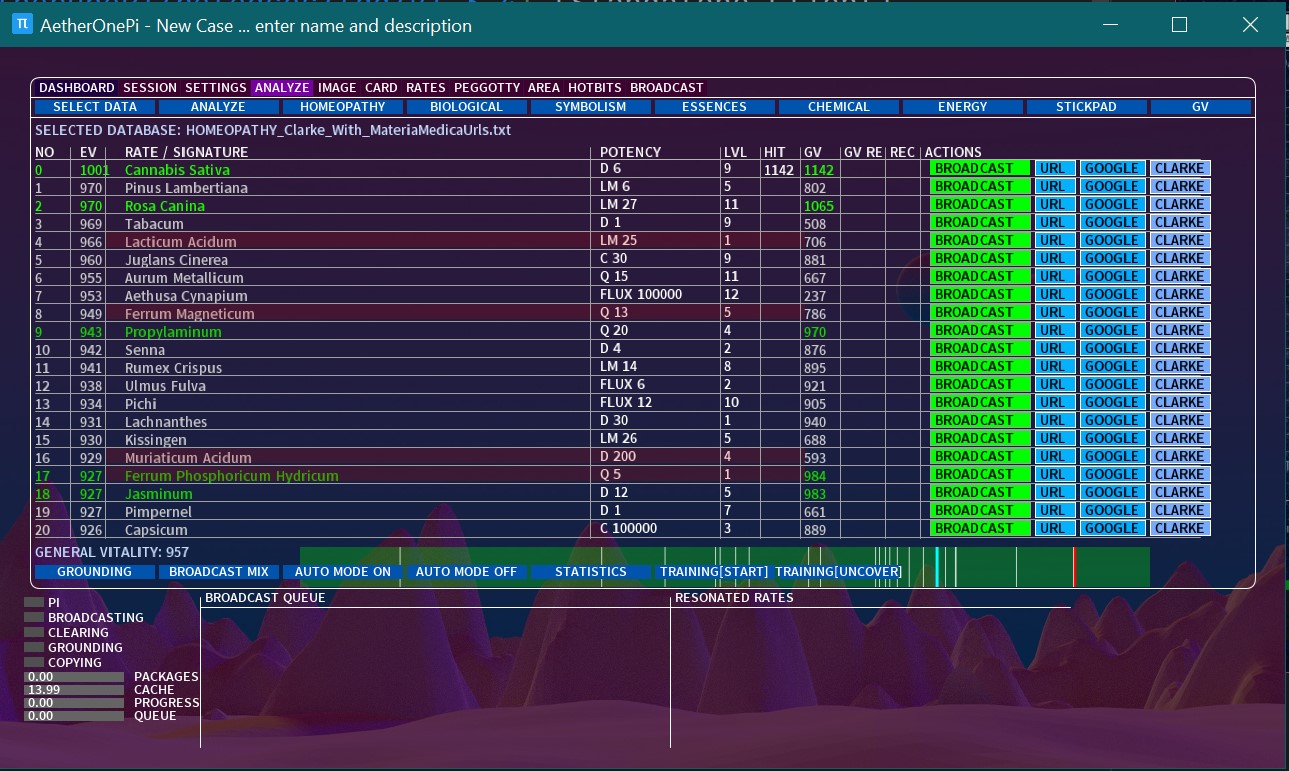 π AetherOnePi - New Case ... enter name and description
DASHBOARD SESSION SETTINGS ANALYZE IMAGE CARD RATES PEGGOTTY AREA HOTBITS BROADCAST
SELECT DATA ANALYZE HOMEOPATHY BIOLOGICAL SYMBOLISM ESSENCES CHEMICAL ENERGY STICKPAD GV
SELECTED DATABASE: HOMEOPATHY_Clarke_With_MateriaMedicaUrls.txt
NO EV RATE / SIGNATURE POTENCY LVL HIT GV GV RE REC ACTIONS
0 1001 Cannabis Sativa D 6 9 1142 1142 BROADCAST URL GOOGLE CLARKE
1 970 Pinus Lambertiana LM 6 5 802 BROADCAST URL GOOGLE CLARKE
2 970 Rosa Canina LM 27 11 1065 BROADCAST URL GOOGLE CLARKE
3 969 Tabacum D 1 9 508 BROADCAST URL GOOGLE CLARKE
4 966 Lacticum Acidum LM 25 1 706 BROADCAST URL GOOGLE CLARKE
5 960 Juglans Cinerea C 30 9 881 BROADCAST URL GOOGLE CLARKE
6 955 Aurum Metallicum Q 15 11 667 BROADCAST URL GOOGLE CLARKE
7 953 Aethusa Cynapium FLUX 100000 12 237 BROADCAST URL GOOGLE CLARKE
8 949 Ferrum Magneticum Q 13 5 786 BROADCAST URL GOOGLE CLARKE
9 943 Propylaminum Q 20 4 970 BROADCAST URL GOOGLE CLARKE
10 942 Senna D 4 2 876 BROADCAST URL GOOGLE CLARKE
11 941 Rumex Crispus LM 14 8 895 BROADCAST URL GOOGLE CLARKE
12 938 Ulmus Fulva FLUX 6 2 921 BROADCAST URL GOOGLE CLARKE
13 934 Pichi FLUX 12 10 905 BROADCAST URL GOOGLE CLARKE
14 931 Lachnanthes D 30 1 940 BROADCAST URL GOOGLE CLARKE
15 930 Kissingen LM 26 5 688 BROADCAST URL GOOGLE CLARKE
16 929 Muriaticum Acidum D 200 4 593 BROADCAST URL GOOGLE CLARKE
17 927 Ferrum Phosphoricum Hydricum Q 5 1 984 BROADCAST URL GOOGLE CLARKE
18 927 Jasminum D 12 5 983 BROADCAST URL GOOGLE CLARKE
19 927 Pimpernel D 1 7 661 BROADCAST URL GOOGLE CLARKE
20 926 Capsicum C 100000 3 889 BROADCAST URL GOOGLE CLARKE
GENERAL VITALITY: 957
GROUNDING BROADCAST MIX AUTO MODE ON AUTO MODE OFF STATISTICS TRAINING[START] TRAINING[UNCOVER]
BROADCAST QUEUE RESONATED RATES
PI
BROADCASTING
CLEARING
GROUNDING
COPYING
0.00 PACKAGES
13.99 CACHE
0.00 PROGRESS
0.00 QUEUE